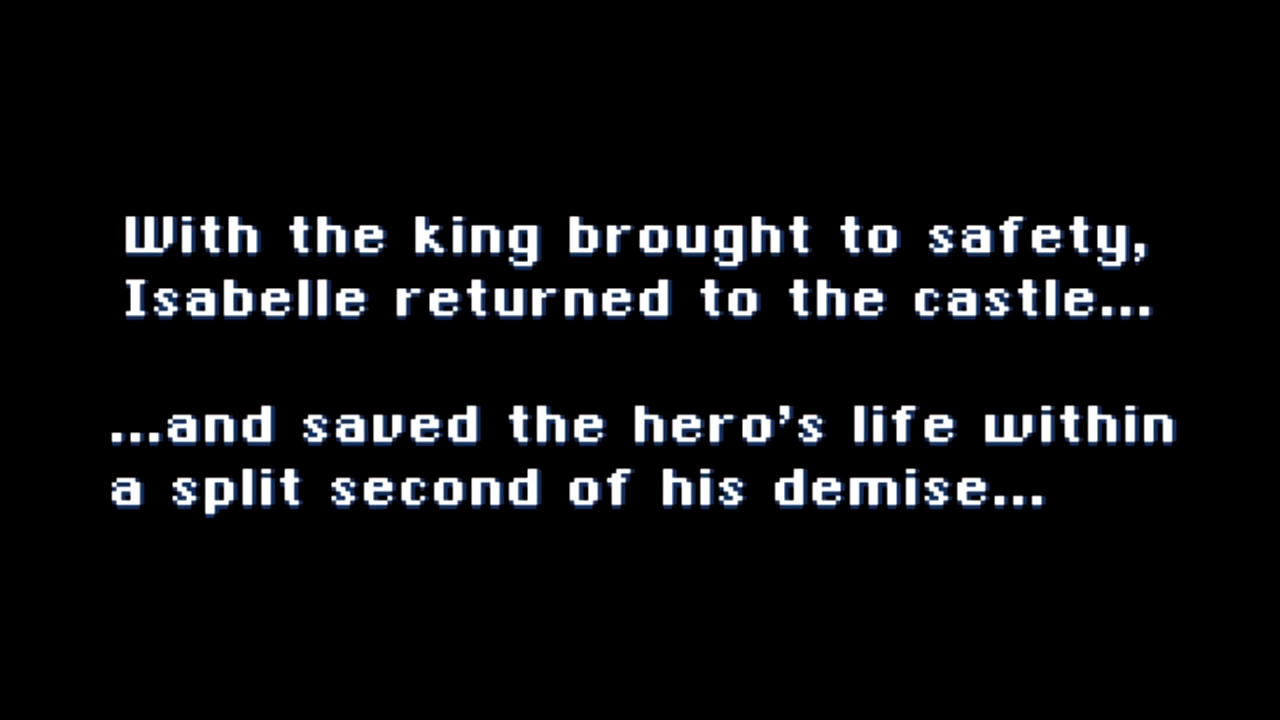 With the king brought to safety,
Isabelle returned to the castle...
...and saved the hero's life within
a split second of his demise...